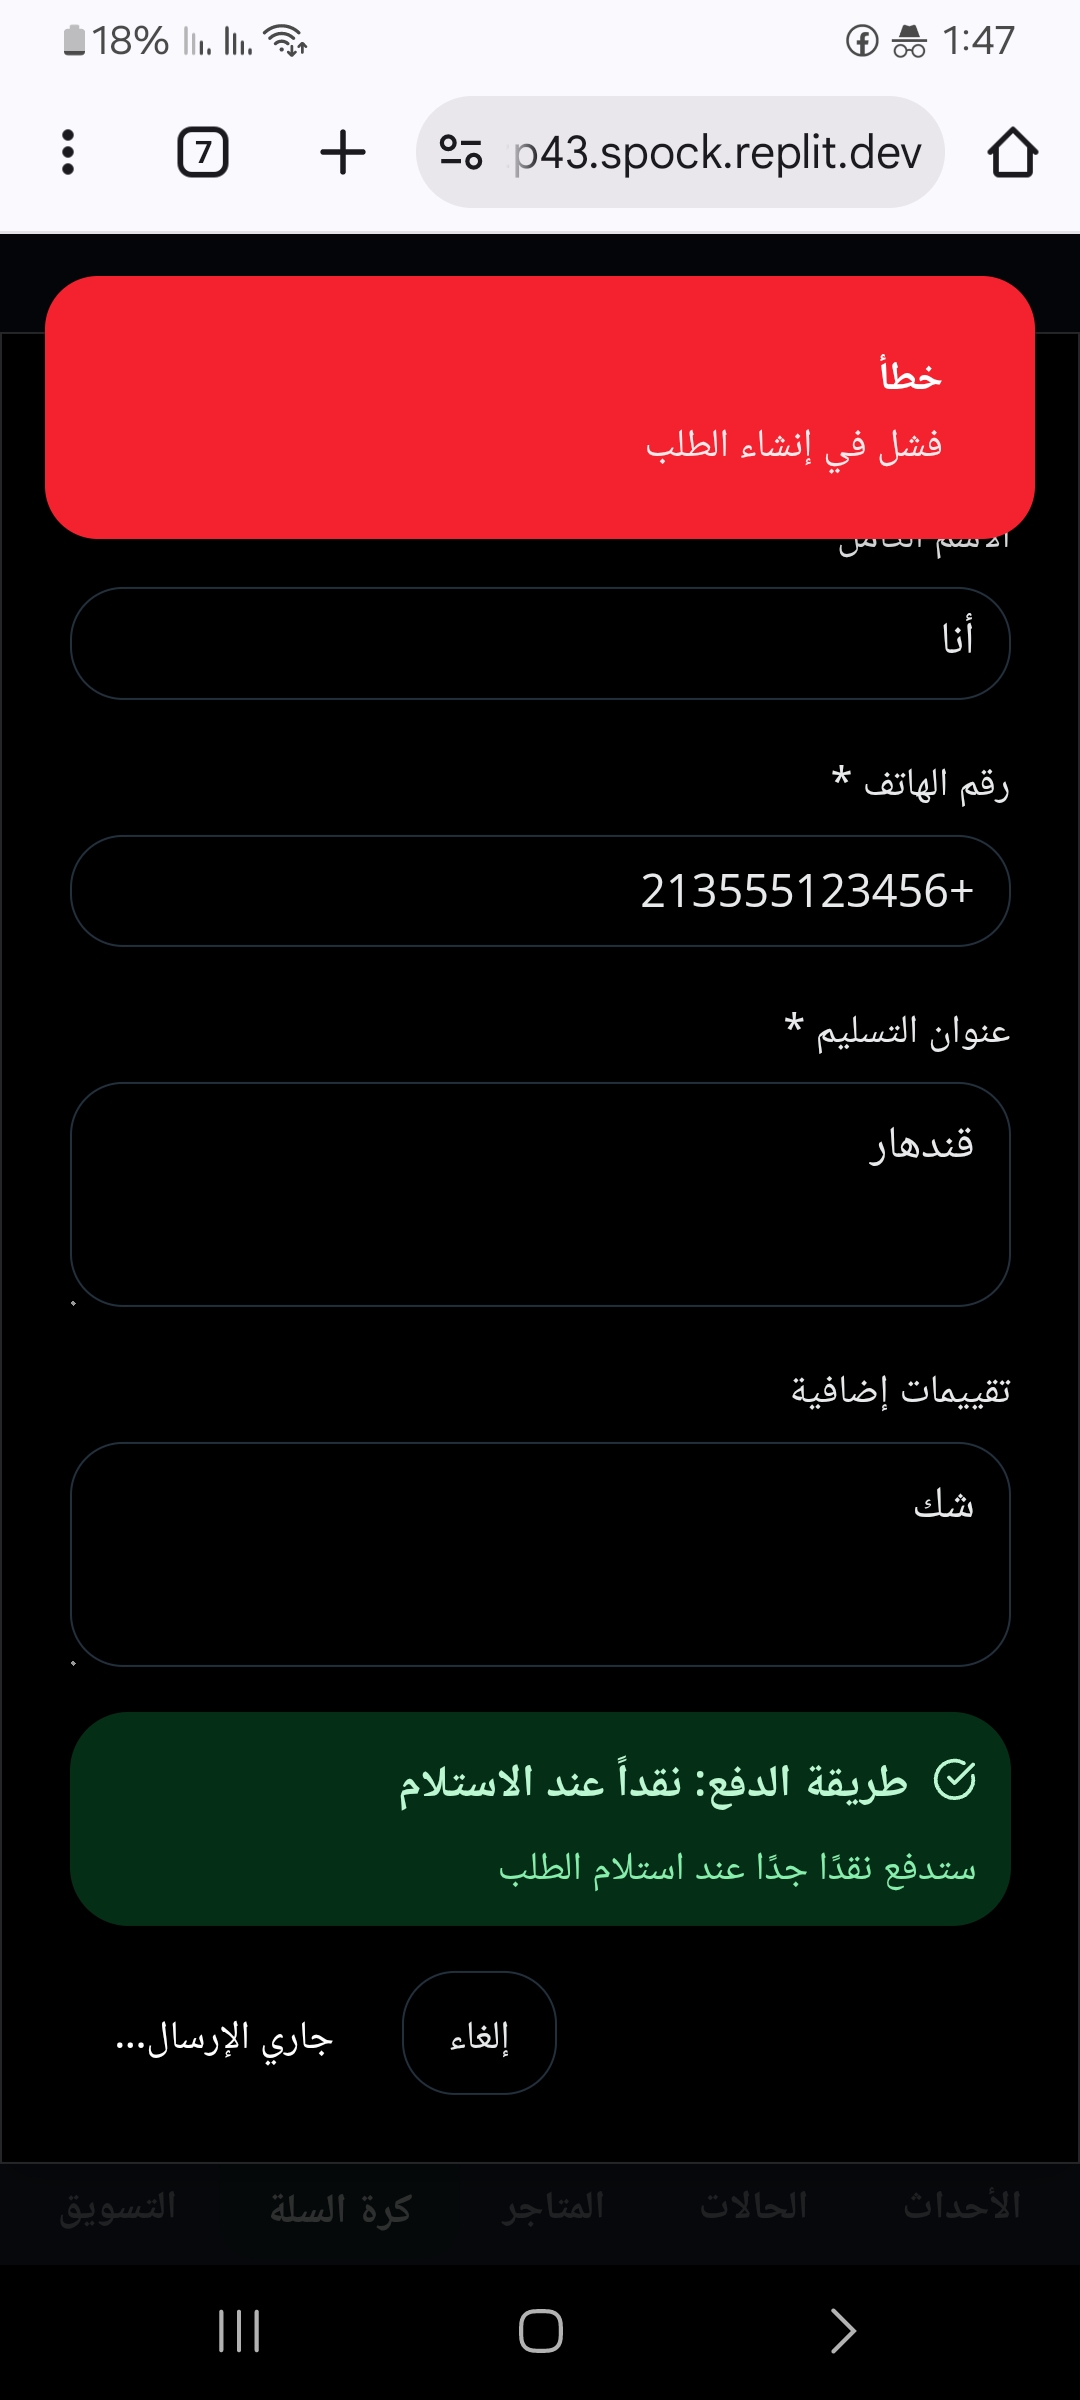 18%
1:47
7
p43.spock.replit.dev
خطأ
فشل في إنشاء الطلب
الاسم الكامل
أنا
رقم الهاتف *
213555123456+
عنوان التسليم *
قندهار
تقييمات إضافية
شك
طريقة الدفع: نقداً عند الاستلام
ستدفع نقدًا جدًا عند استلام الطلب
إلغاء
جاري الإرسال...
الأحداث
الحالات
المتاجر
كرة السلة
التسويق